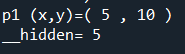 p1 (x,y)=( 5 , 10 )
__hidden= 5